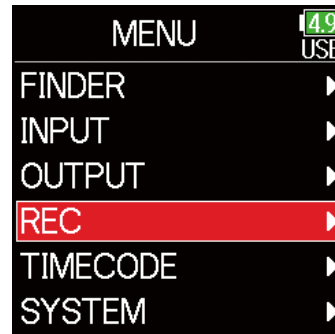 MENU
4.9
USB
FINDER
INPUT
OUTPUT
REC
TIMECODE
SYSTEM